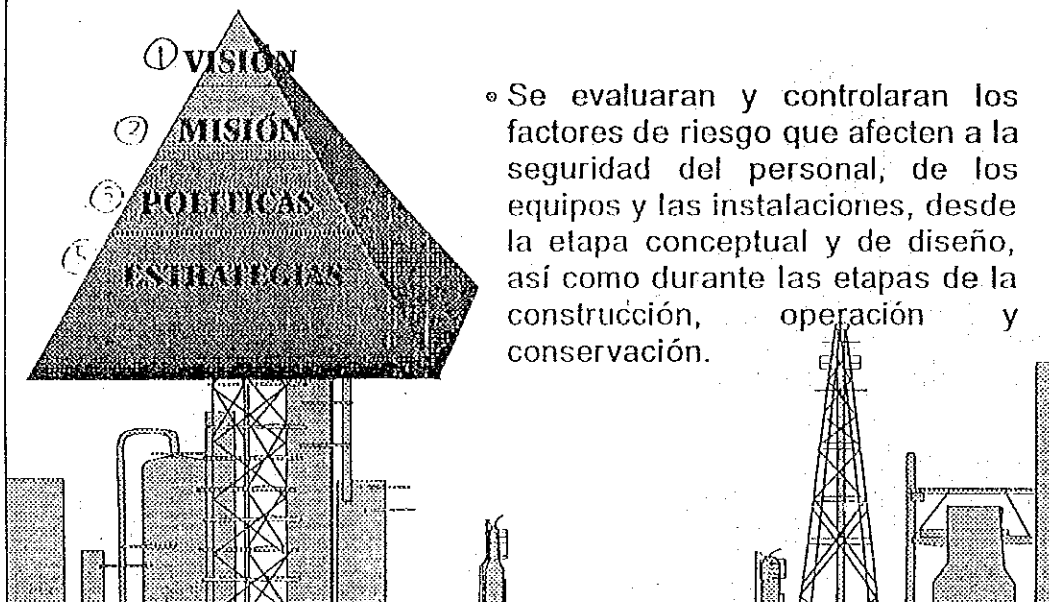 ① VISIÓN
② MISIÓN
POLITICAS
ESTRATEGIAS
Se evaluaran y controlaran los
factores de riesgo que afecten a la
seguridad del personal, de los
equipos y las instalaciones, desde
la etapa conceptual y de diseño,
así como durante las etapas de la
construcción, operación y
conservación.